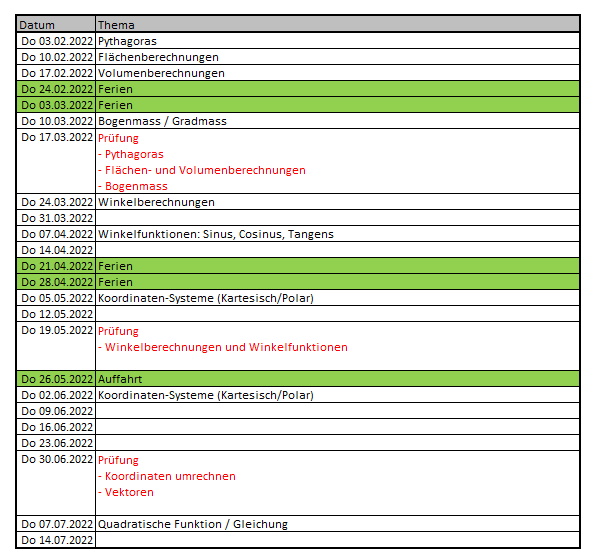 Datum Thema
Do 03.02.2022 Pythagoras
Do 10.02.2022 Flächenberechnungen
Do 17.02.2022 Volumenberechnungen
Do 24.02.2022 Ferien
Do 03.03.2022 Ferien
Do 10.03.2022 Bogenmass / Gradmass
Do 17.03.2022 Prüfung
- Pythagoras
- Flächen- und Volumenberechnungen
- Bogenmass
Do 24.03.2022 Winkelberechnungen
Do 31.03.2022
Do 07.04.2022 Winkelfunktionen: Sinus, Cosinus, Tangens
Do 14.04.2022
Do 21.04.2022 Ferien
Do 28.04.2022 Ferien
Do 05.05.2022 Koordinaten-Systeme (Kartesisch/Polar)
Do 12.05.2022
Do 19.05.2022 Prüfung
- Winkelberechnungen und Winkelfunktionen
Do 26.05.2022 Auffahrt
Do 02.06.2022 Koordinaten-Systeme (Kartesisch/Polar)
Do 09.06.2022
Do 16.06.2022
Do 23.06.2022
Do 30.06.2022 Prüfung
- Koordinaten umrechnen
- Vektoren
Do 07.07.2022 Quadratische Funktion / Gleichung
Do 14.07.2022